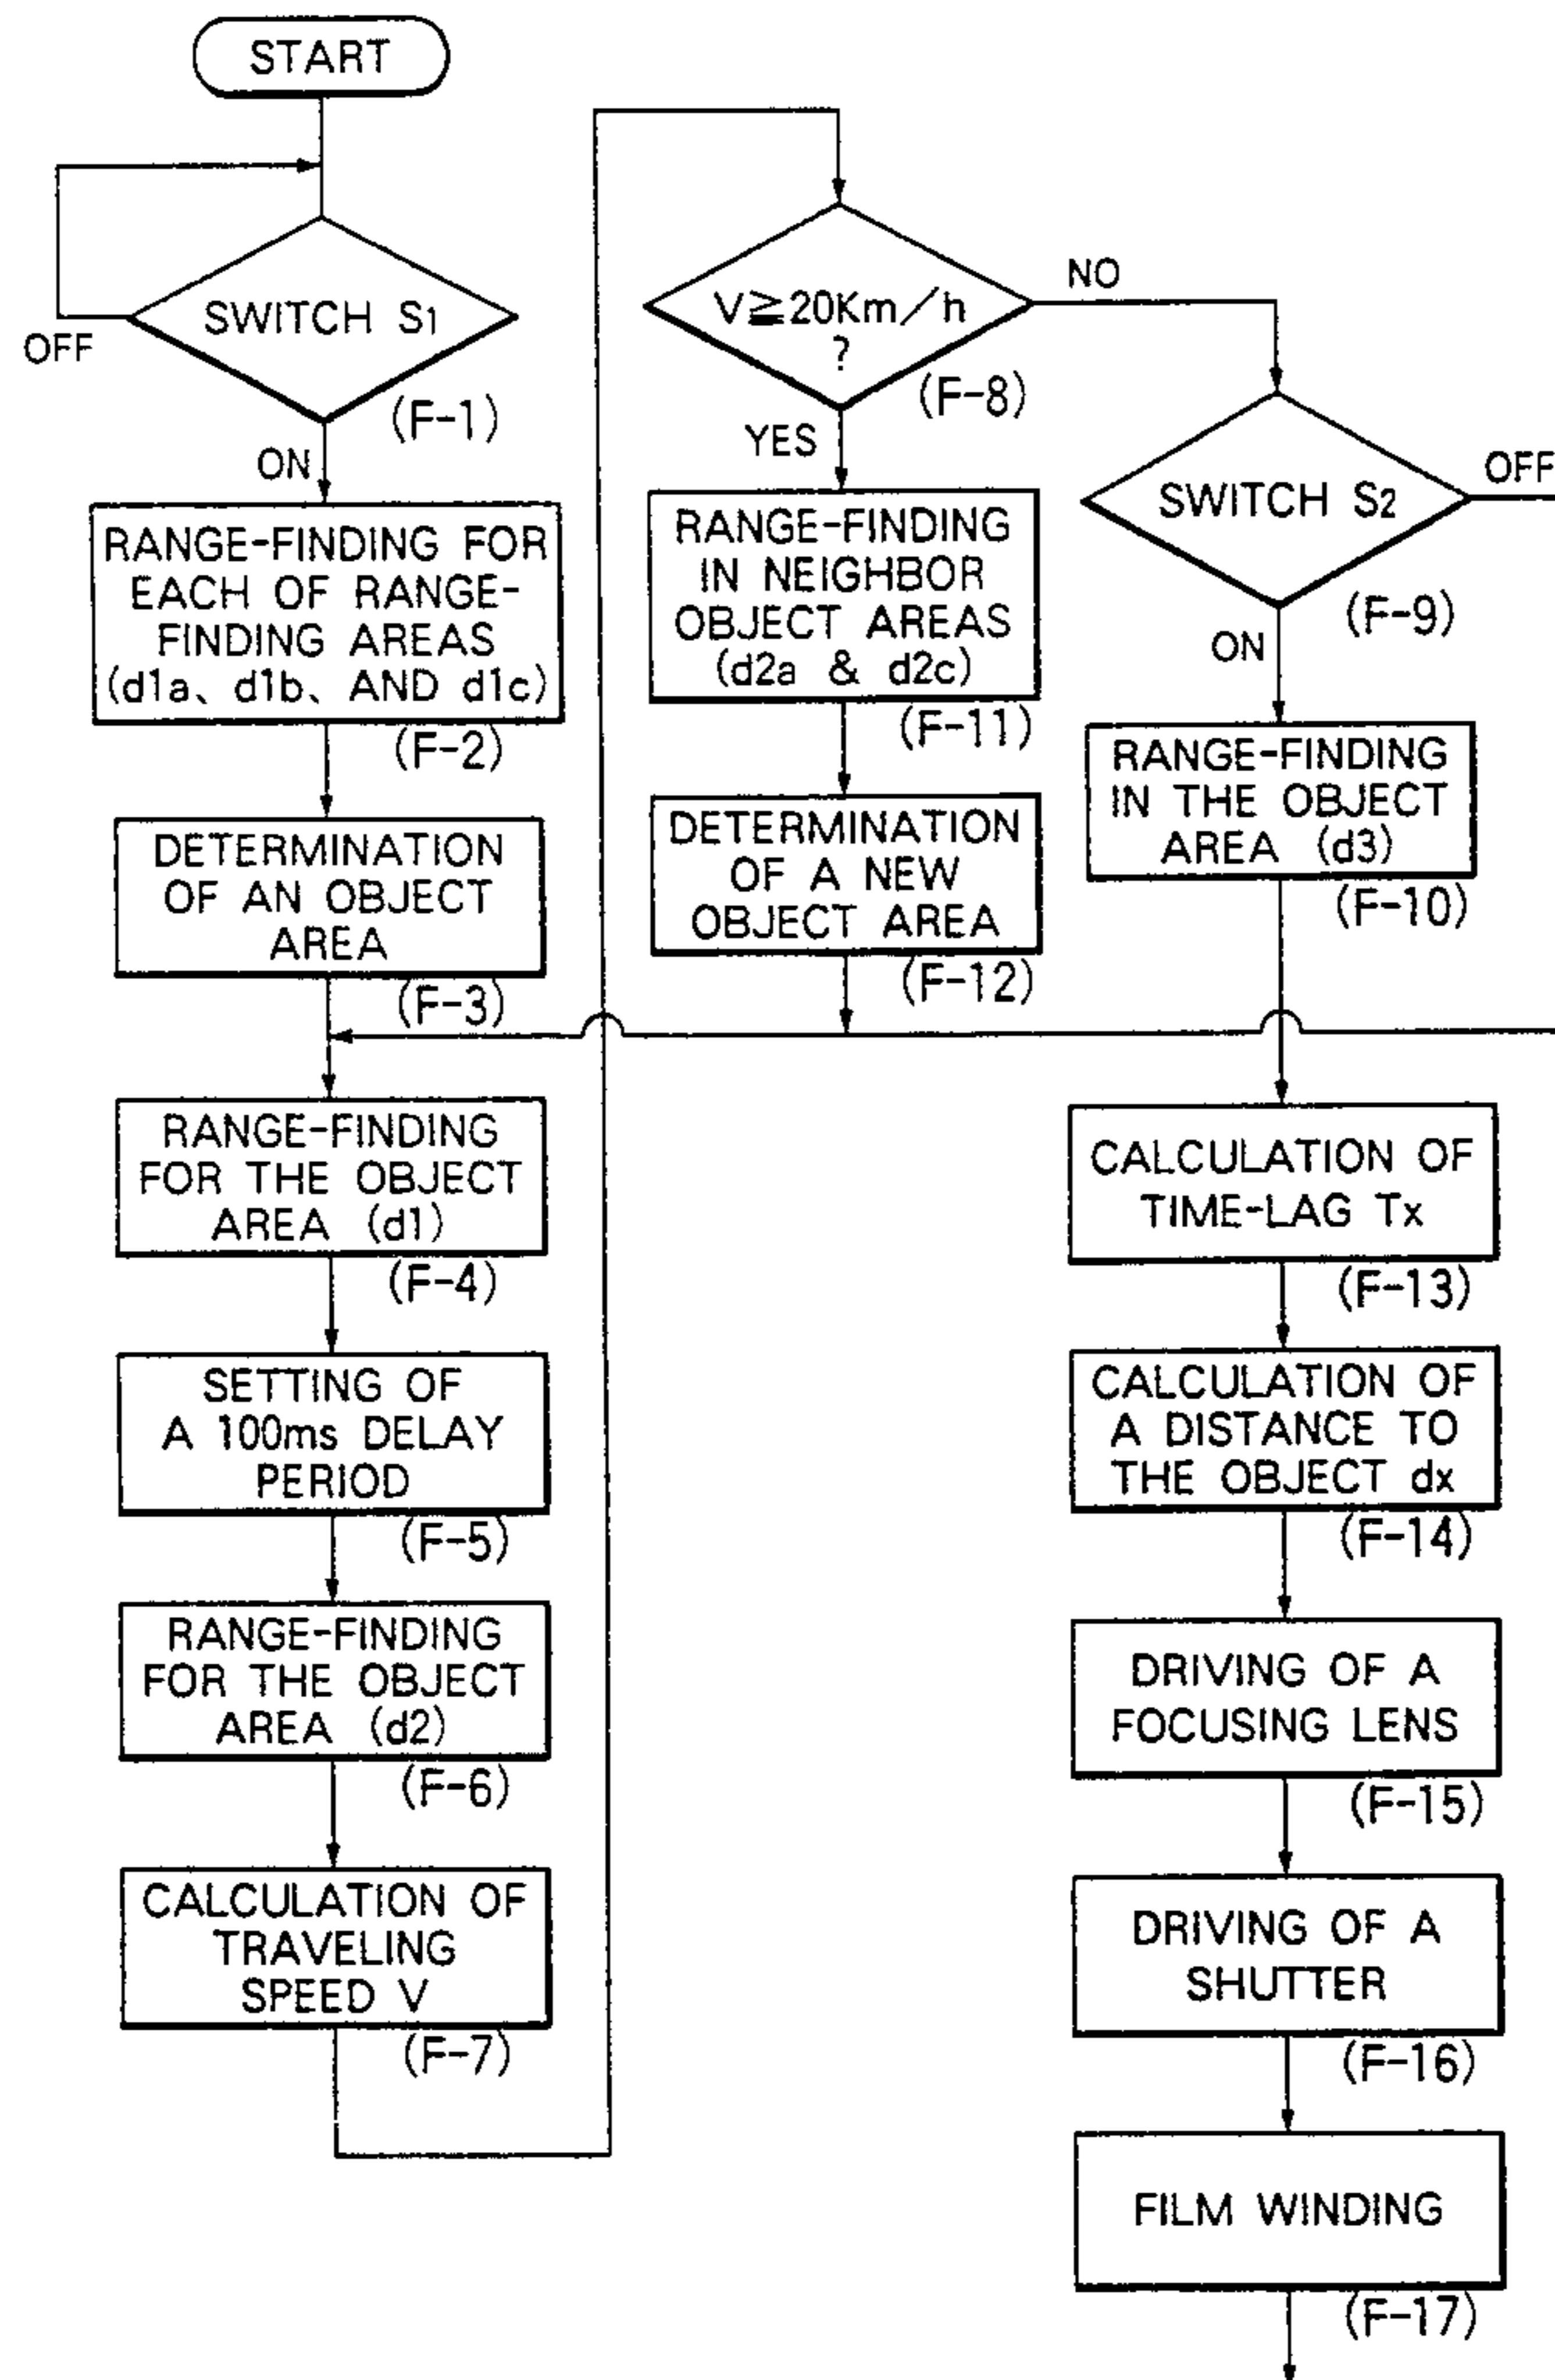 START
SWITCH S1
OFF
(F-1)
ON
RANGE-FINDING FOR
EACH OF RANGE-
FINDING AREAS
(d1a、d1b、AND d1c)
(F-2)
DETERMINATION
OF AN OBJECT
AREA
(F-3)
RANGE-FINDING
FOR THE OBJECT
AREA (d1)
(F-4)
SETTING OF
A 100ms DELAY
PERIOD
(F-5)
RANGE-FINDING
FOR THE OBJECT
AREA (d2)
(F-6)
CALCULATION OF
TRAVELING
SPEED V
(F-7)
V≧20Km/h
?
(F-8)
NO
YES
RANGE-FINDING
IN NEIGHBOR
OBJECT AREAS
(d2a & d2c)
(F-11)
DETERMINATION
OF A NEW
OBJECT AREA
(F-12)
SWITCH S2
OFF
(F-9)
ON
RANGE-FINDING
IN THE OBJECT
AREA (d3)
(F-10)
CALCULATION OF
TIME-LAG Tx
(F-13)
CALCULATION OF
A DISTANCE TO
THE OBJECT dx
(F-14)
DRIVING OF A
FOCUSING LENS
(F-15)
DRIVING OF A
SHUTTER
(F-16)
FILM WINDING
(F-17)